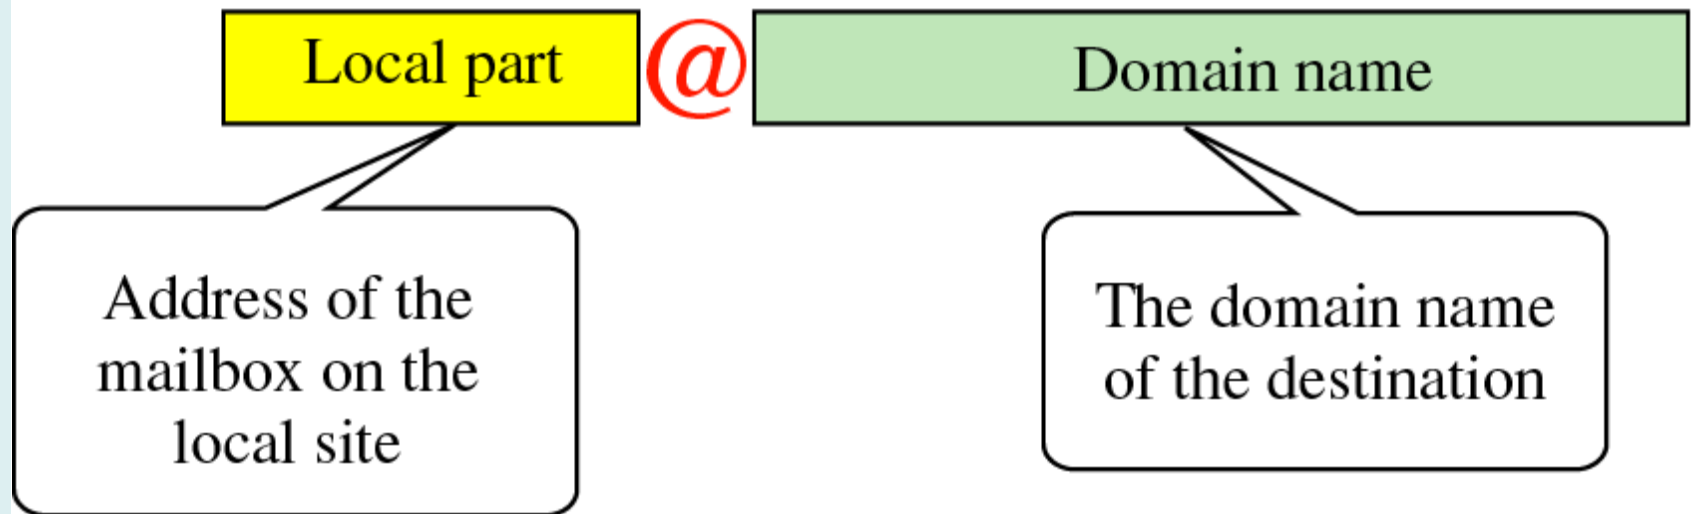 Local part @ Domain name
Address of the
mailbox on the
local site
The domain name
of the destination